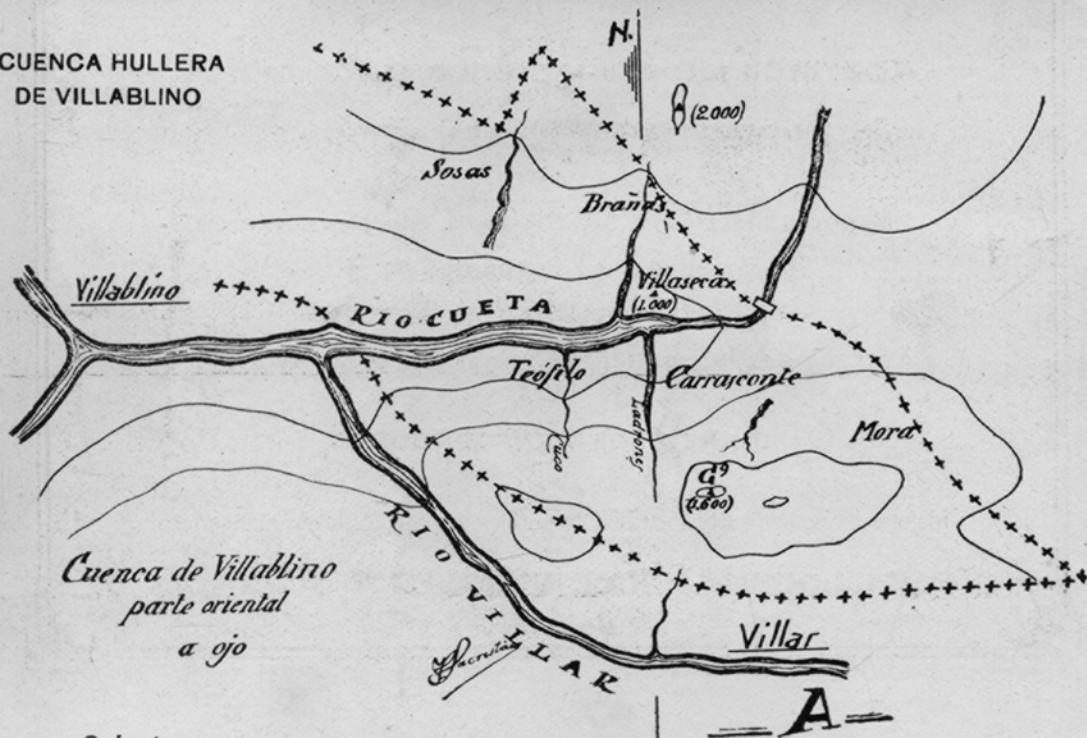 CUENCA HULLERA
DE VILLABLINO
N.
(2.000)
Sosas
Brañas
Villablino
Villaseca
(1.000)
RIO CUETA
Teófilo
Carrasconte
Mora
(1.600)
RIO VILLAR
Cuenca de Villablino
parte oriental
a ojo
Villar
A